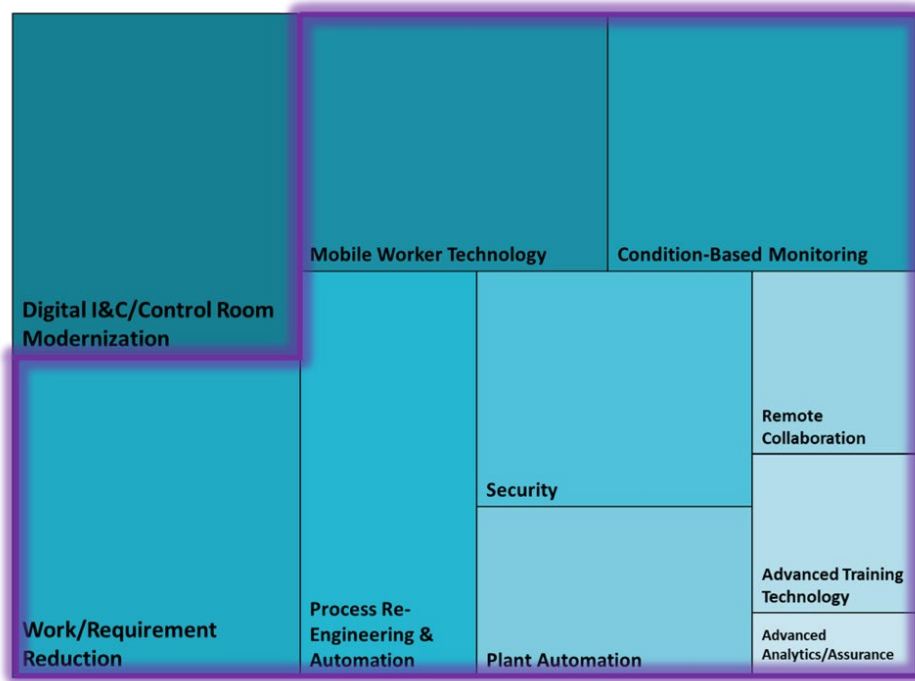 Mobile Worker Technology
Condition-Based Monitoring
Digital I&C/Control Room
Modernization
Remote
Collaboration
Security
Advanced Training
Technology
Process Re-
Engineering &
Automation
Work/Requirement
Reduction
Plant Automation
Advanced
Analytics/Assurance